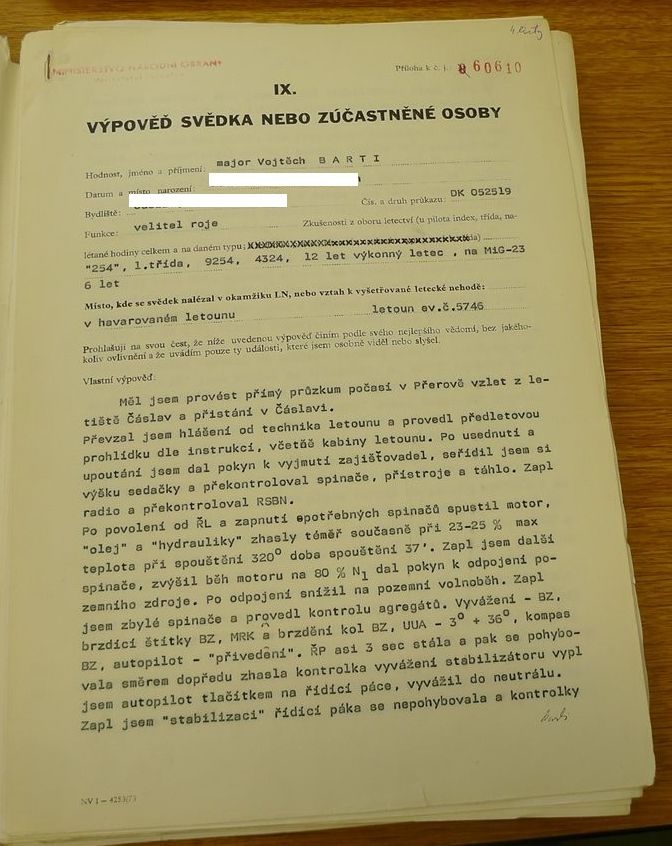 4 listy
MINISTERSTVO NÁRODNÍ OBRANY
Příloha k č. j. 060610
IX.
VÝPOVĚĎ SVĚDKA NEBO ZÚČASTNĚNÉ OSOBY
Hodnost, jméno a příjmení: major Vojtěch B A R T I
Datum a místo narození:
Bydliště: Čís. a druh průkazu: DK 052519
Funkce: velitel roje Zkušenosti z oboru letectví (u pilota index, třída, na-
létané hodiny celkem a na daném typu;
"254", 1.třída, 9254, 4324, 12 let výkonný letec , na MiG-23
6 let
Místo, kde se svědek nalézal v okamžiku LN, nebo vztah k vyšetřované letecké nehodě:
v havarovaném letounu letoun ev.č.5746
Prohlašuji na svou čest, že níže uvedenou výpověď činím podle svého nejlepšího vědomí, bez jakého-
koliv ovlivnění a že uvádím pouze ty události, které jsem osobně viděl nebo slyšel.
Vlastní výpověď:
Měl jsem provést přímý průzkum počasí v Přerově vzlet z le-
tiště Čáslav a přistání v Čáslavi.
Převzal jsem hlášení od technika letounu a provedl předletovou
prohlídku dle instrukcí, včetně kabiny letounu. Po usednutí a
upoutání jsem dal pokyn k vyjmutí zajišťovadel, seřídil jsem si
výšku sedačky a překontroloval spinače, přístroje a táhlo. Zapl
radio a překontroloval RSBN.
Po povolení od ŘL a zapnutí epotřebných spinačů spustil motor,
"olej" a "hydrauliky" zhasly téměř současně při 23-25 % max
teplota při spouštění 320° doba spouštění 37'. Zapl jsem další
spinače, zvýšil běh motoru na 80 % N1 dal pokyn k odpojení po-
zemního zdroje. Po odpojení snížil na pozemní volnoběh. Zapl
jsem zbylé spinače a provedl kontrolu agregátů. Vyvážení - BZ,
brzdící štítky BZ, MRK a brzdění kol BZ, UUA - 3° + 36°, kompas
BZ, autopilot - "přivedení". ŘP asi 3 sec stála a pak se pohybo-
vala směrem dopředu zhasla kontrolka vyvážení stabilizátoru vypl
jsem autopilot tlačítkem na řídící páce, vyvážil do neutrálu.
Zapl jsem "stabilizaci" řídící páka se nepohybovala a kontrolky
NV I — 4253/73